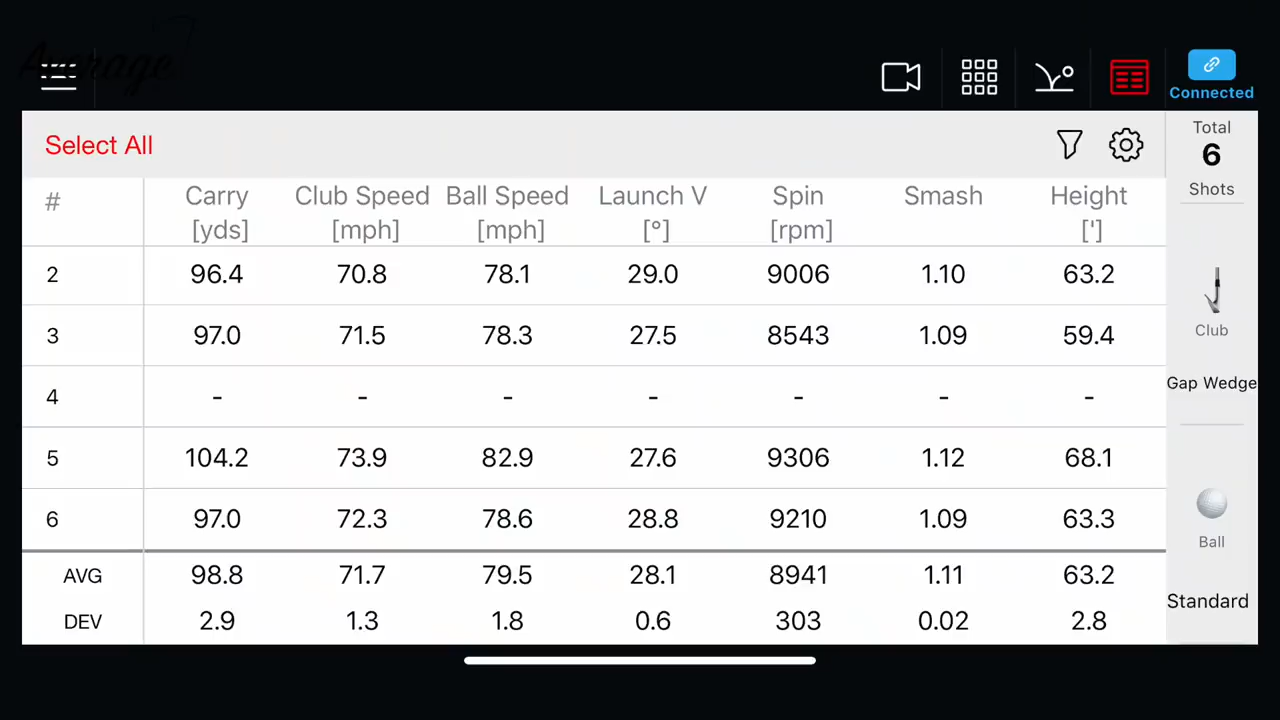 Average
Connected
Select All
Total
6
Shots
# Carry Club Speed Ball Speed Launch V Spin Smash Height
[yds] [mph] [mph] [°] [rpm] [']
2 96.4 70.8 78.1 29.0 9006 1.10 63.2
3 97.0 71.5 78.3 27.5 8543 1.09 59.4
4 - - - - - - -
5 104.2 73.9 82.9 27.6 9306 1.12 68.1
6 97.0 72.3 78.6 28.8 9210 1.09 63.3
AVG 98.8 71.7 79.5 28.1 8941 1.11 63.2
DEV 2.9 1.3 1.8 0.6 303 0.02 2.8
Club
Gap Wedge
Ball
Standard